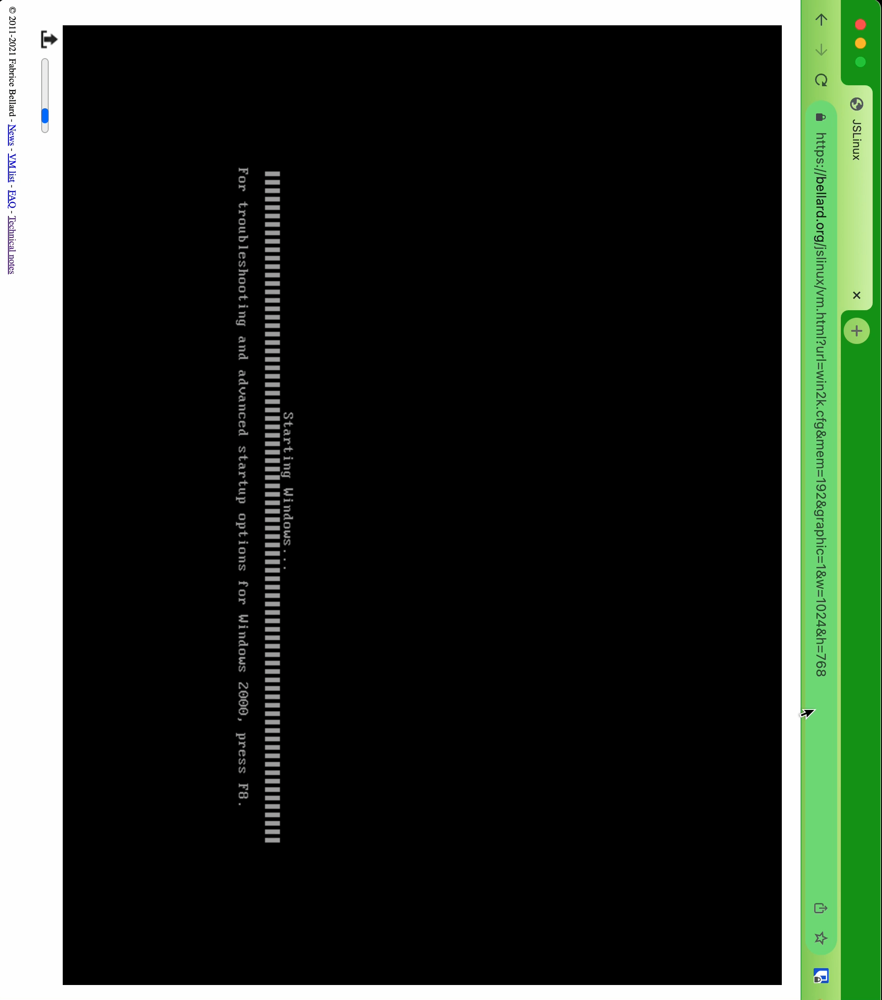 JSLinux
https://bellard.org/jslinux/vm.html?url=win2k.cfg&mem=192&graphic=1&w=1024&h=768
Starting Windows...
For troubleshooting and advanced startup options for Windows 2000, press F8.
© 2011-2021 Fabrice Bellard - News - VM list - FAQ - Technical notes